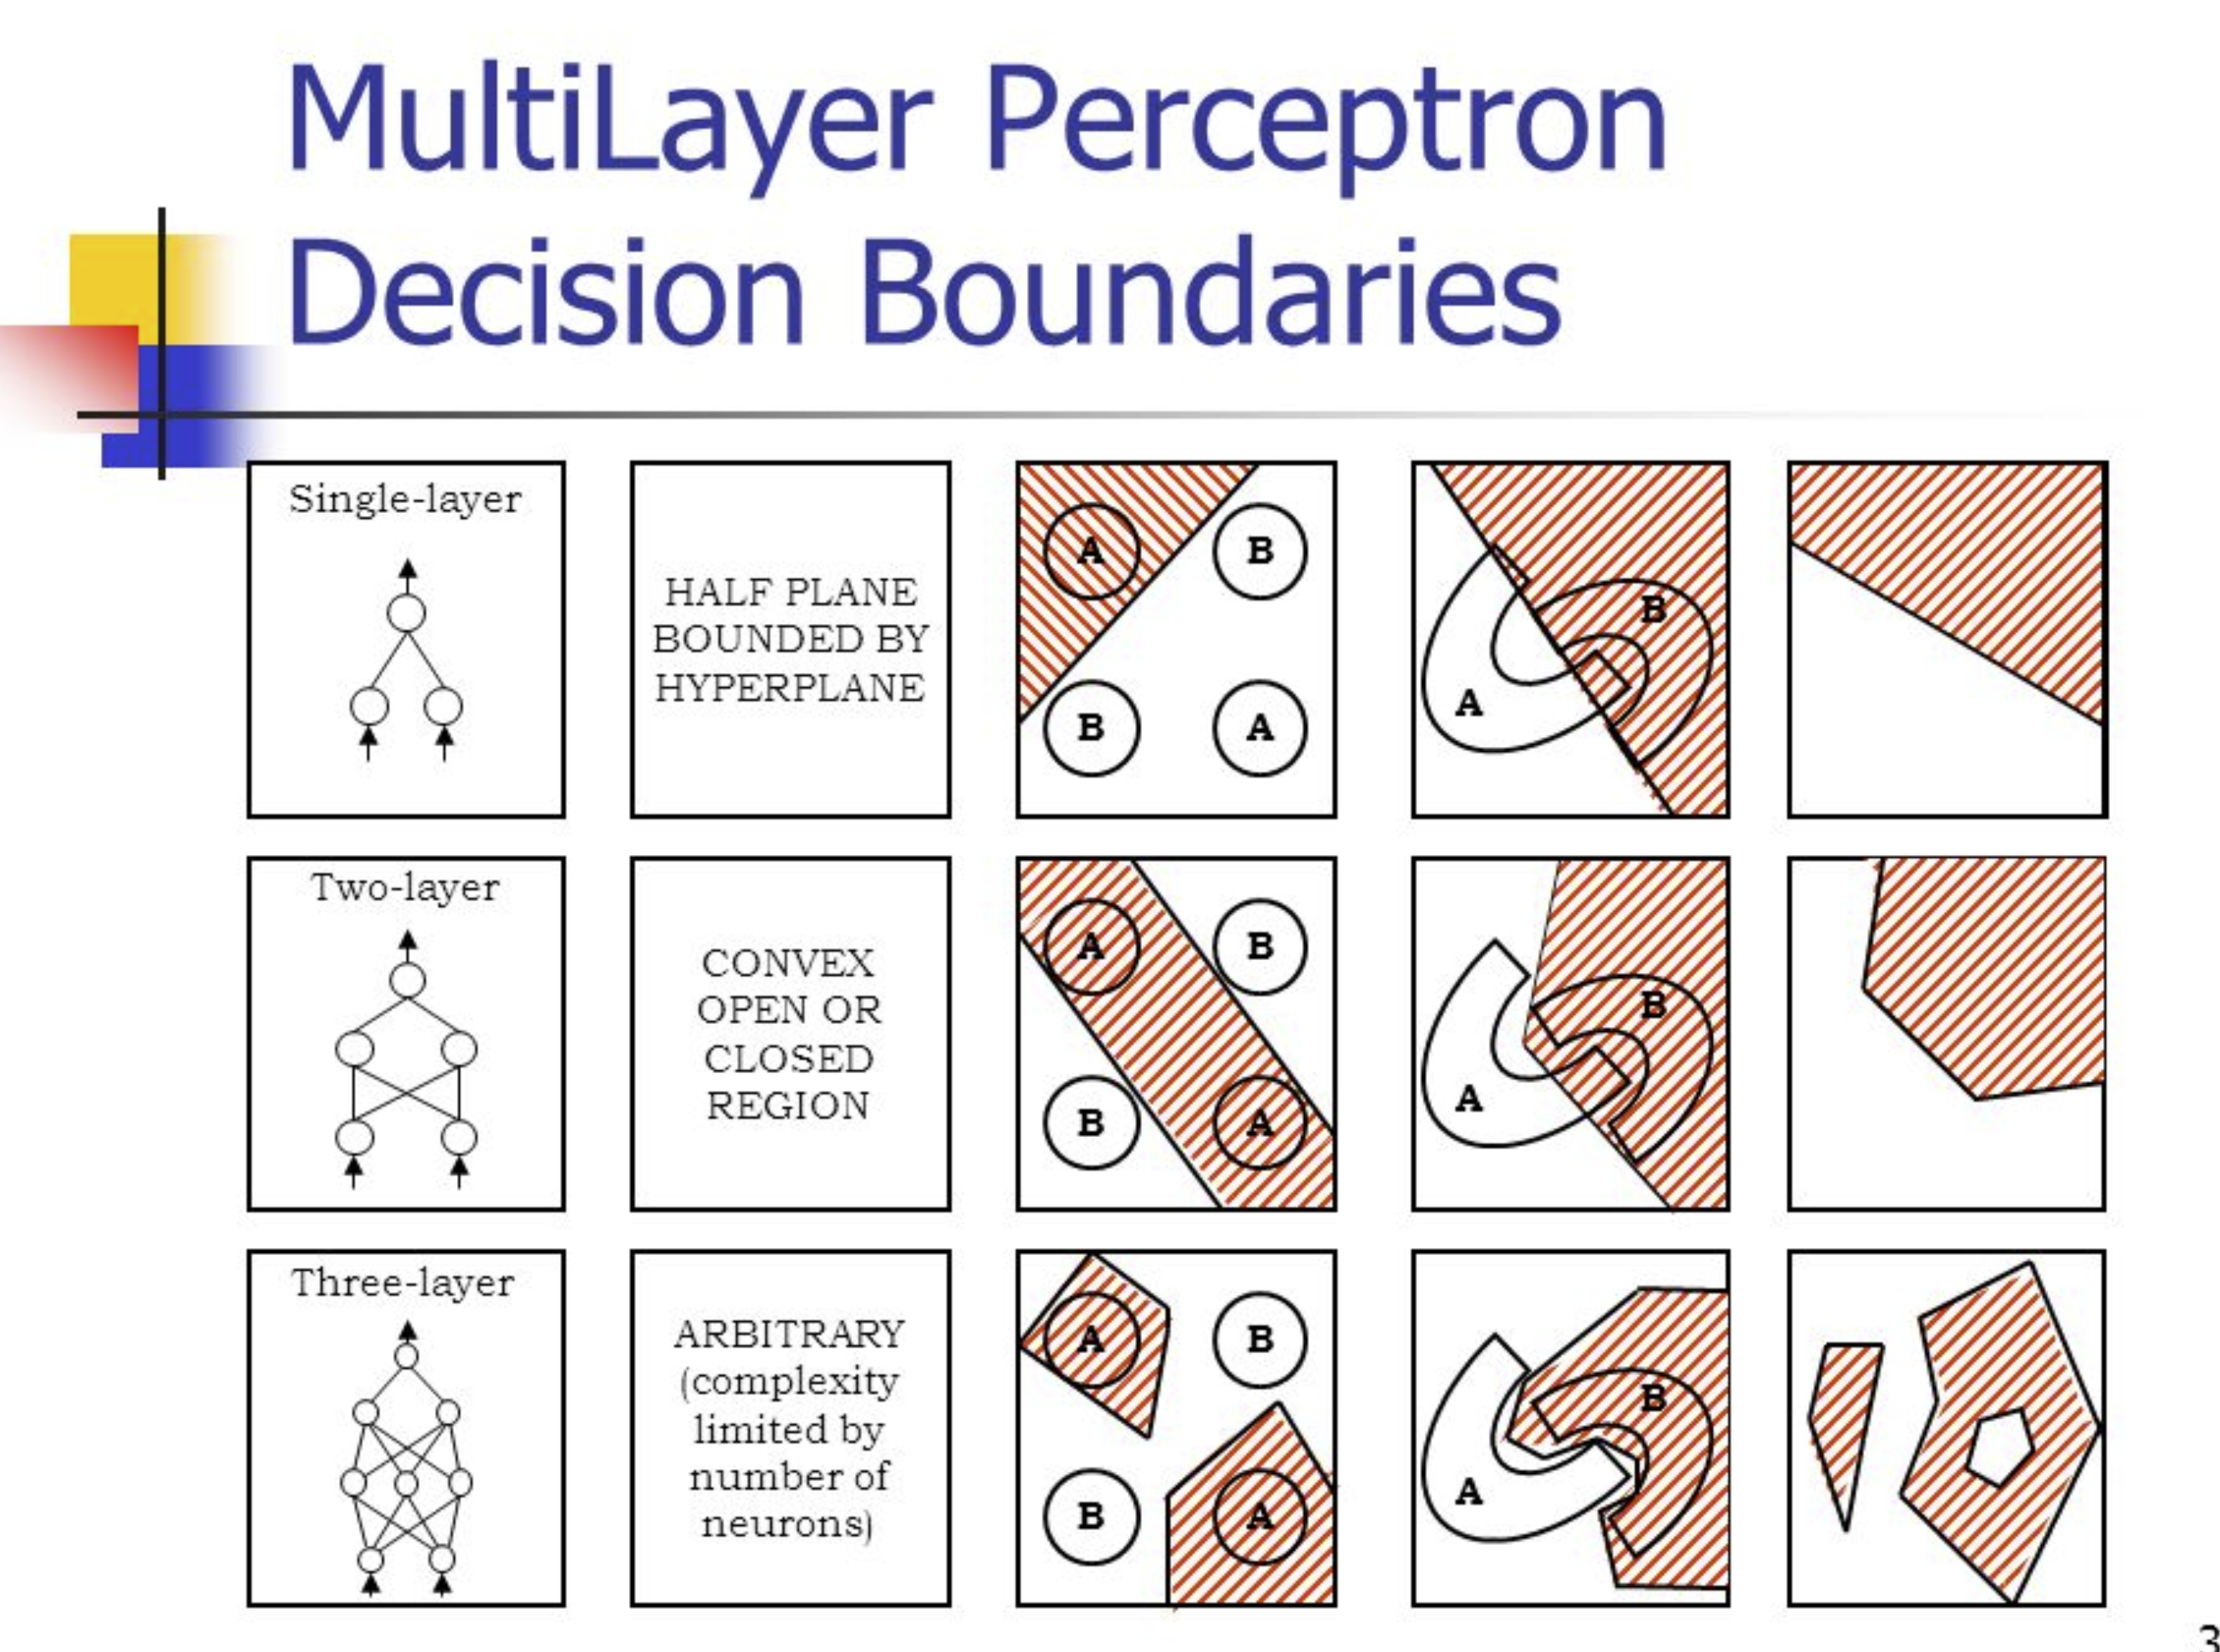 MultiLayer Perceptron
Decision Boundaries
Single-layer
HALF PLANE
BOUNDED BY
HYPERPLANE
A
B
B
A
B
A
Two-layer
CONVEX
OPEN OR
CLOSED
REGION
A
B
B
A
B
A
Three-layer
ARBITRARY
(complexity
limited by
number of
neurons)
A
B
B
A
B
A
3